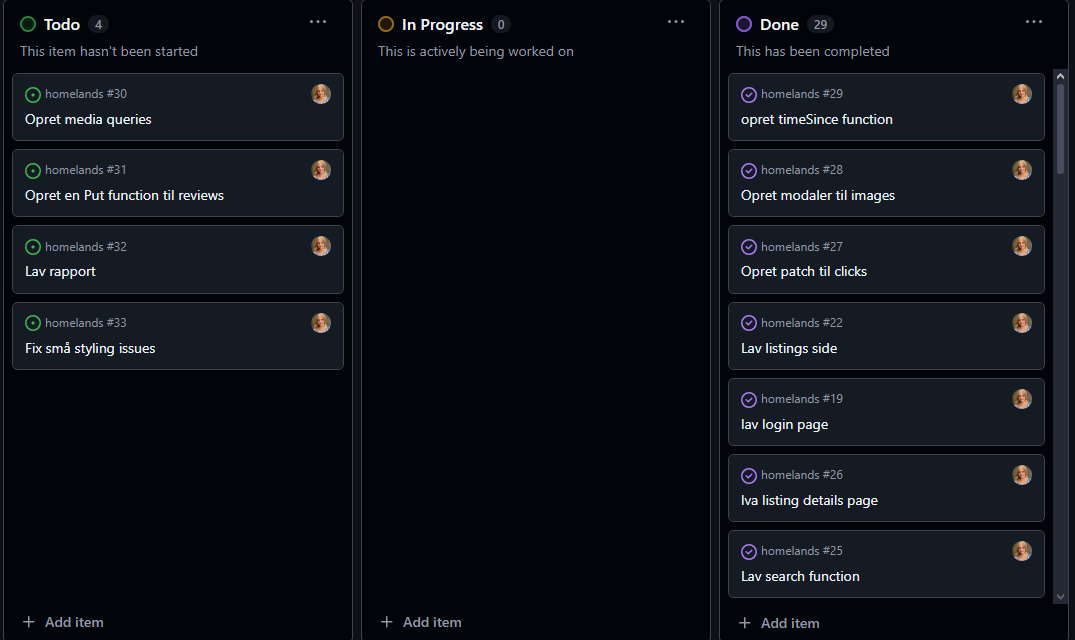 Todo 4
This item hasn't been started
homelands #30
Opret media queries
homelands #31
Opret en Put function til reviews
homelands #32
Lav rapport
homelands #33
Fix små styling issues
+ Add item
In Progress 0
This is actively being worked on
+ Add item
Done 29
This has been completed
homelands #29
opret timeSince function
homelands #28
Opret modaler til images
homelands #27
Opret patch til clicks
homelands #22
Lav listings side
homelands #19
lav login page
homelands #26
lva listing details page
homelands #25
Lav search function
+ Add item